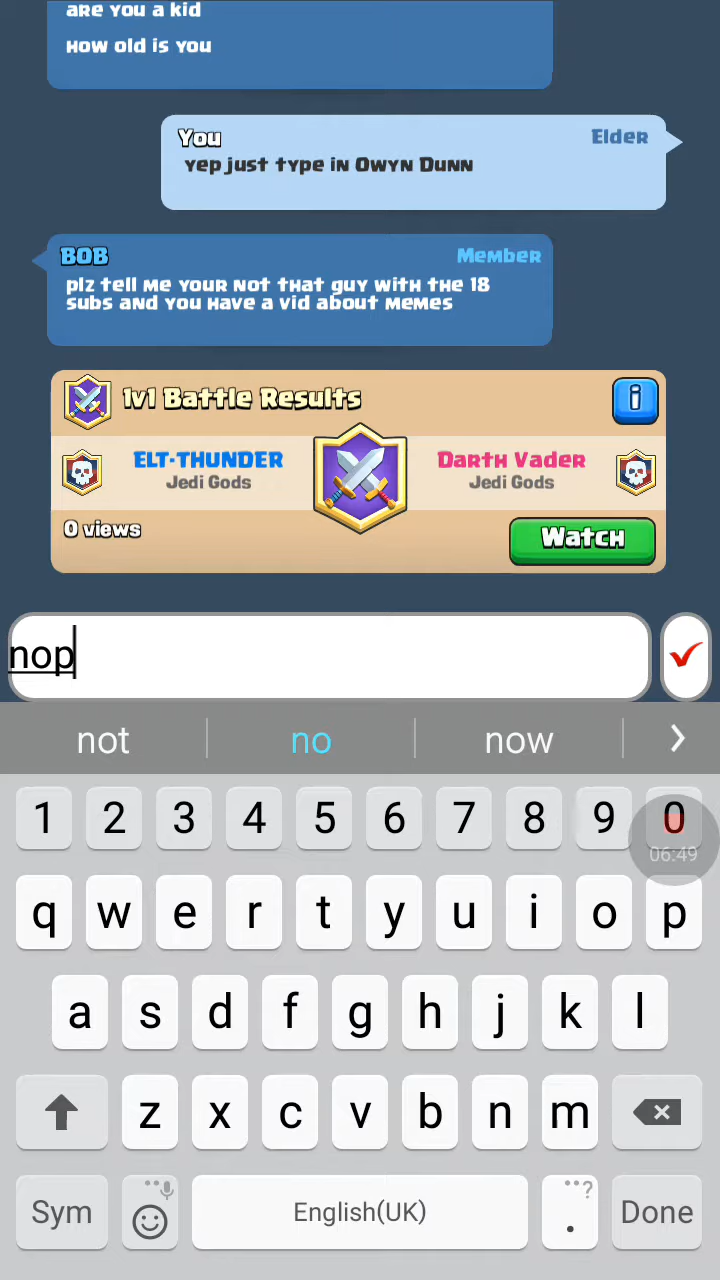 are you a kid
How old is you
You
Elder
yep just type in Owyn Dunn
BOB
Member
plz tell me your not that guy with the 18
subs and you have a vid about memes
1v1 Battle Results
i
ELT-THUNDER
Jedi Gods
Darth Vader
Jedi Gods
0 views
Watch
nop
not
no
now
1 2 3 4 5 6 7 8 9 0
06:49
q w e r t y u i o p
a s d f g h j k l
z x c v b n m
Sym
English(UK)
. ?
Done